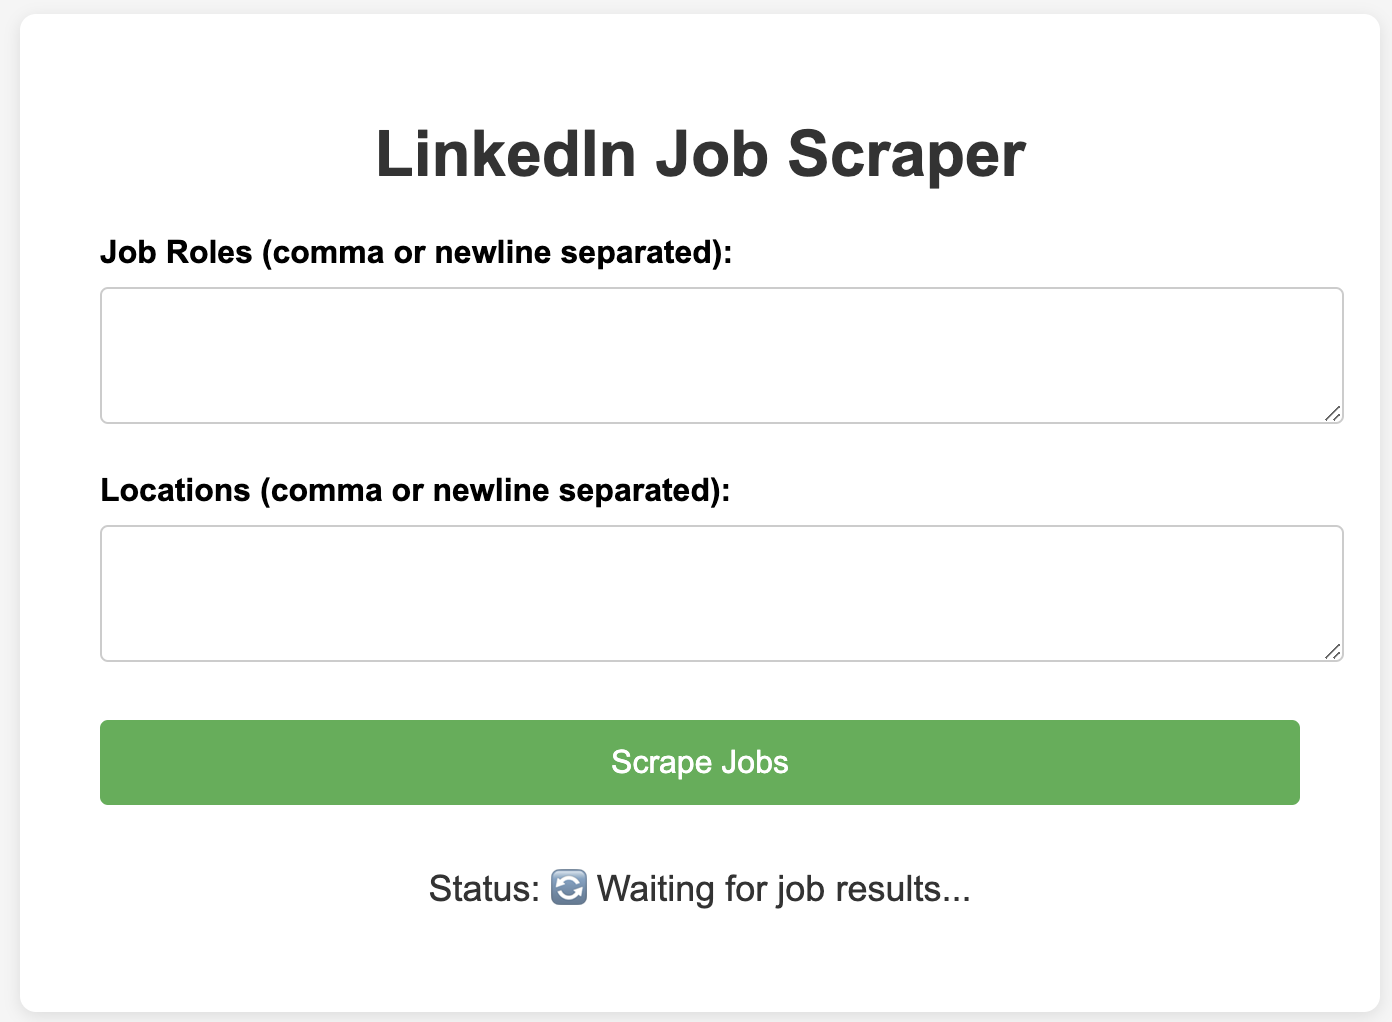 LinkedIn Job Scraper
Job Roles (comma or newline separated):
Locations (comma or newline separated):
Scrape Jobs
Status: 🔄 Waiting for job results...